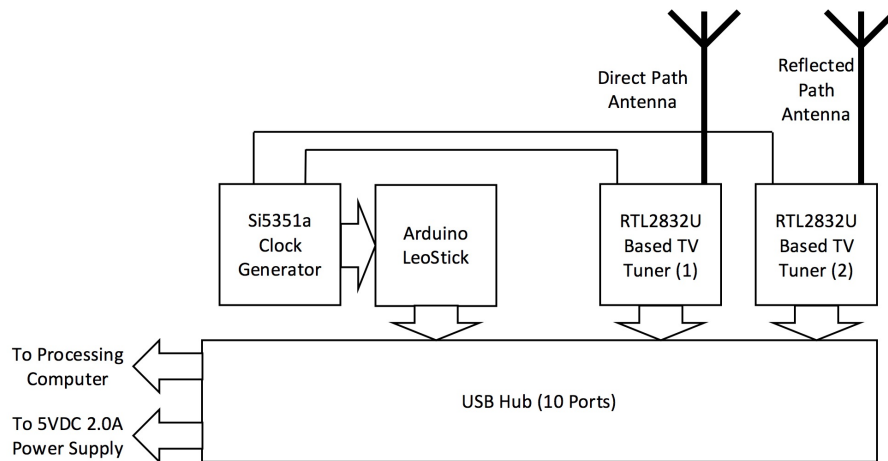 Direct Path
Antenna
Reflected
Path
Antenna
Si5351a
Clock
Generator
Arduino
LeoStick
RTL2832U
Based TV
Tuner (1)
RTL2832U
Based TV
Tuner (2)
To Processing
Computer
USB Hub (10 Ports)
To 5VDC 2.0A
Power Supply